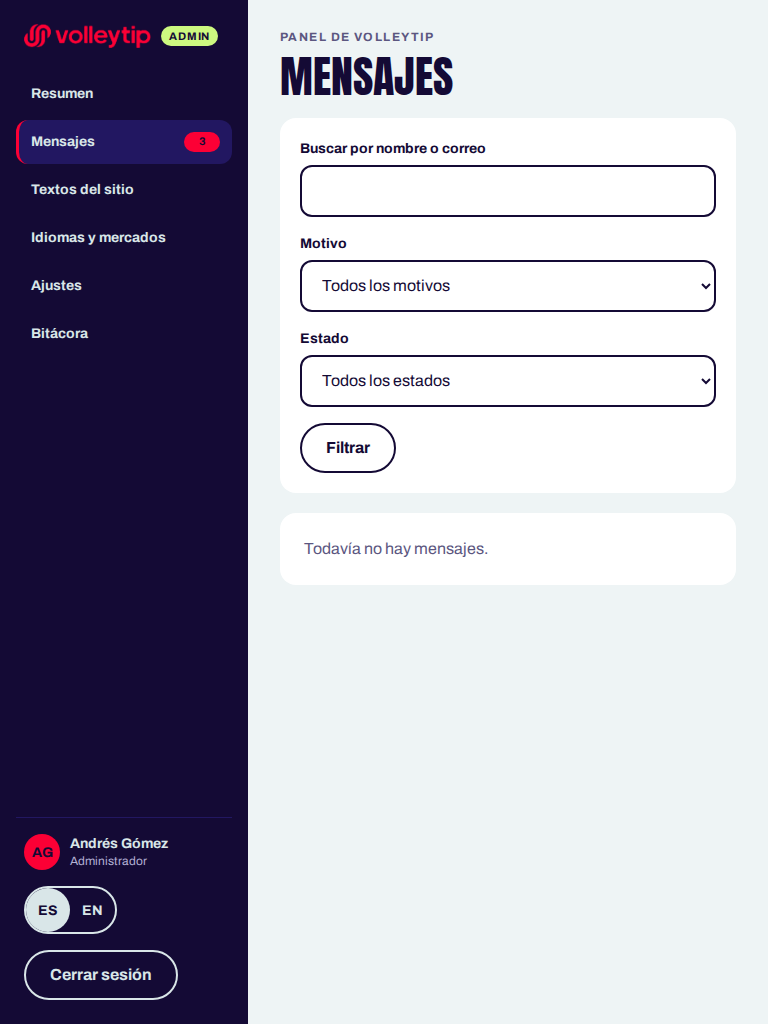 volleytip ADMIN
Resumen
Mensajes 3
Textos del sitio
Idiomas y mercados
Ajustes
Bitácora
AG Andrés Gómez
Administrador
ES EN
Cerrar sesión
PANEL DE VOLLEYTIP
MENSAJES
Buscar por nombre o correo
Motivo
Todos los motivos
Estado
Todos los estados
Filtrar
Todavía no hay mensajes.